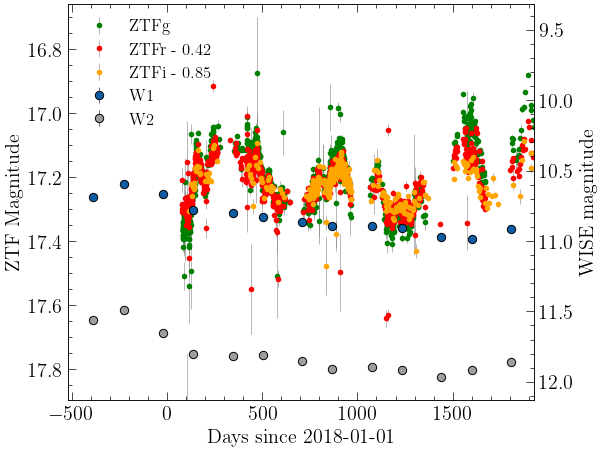 ZTFg
ZTFr - 0.42
ZTFi - 0.85
W1
W2
16.8
17.0
17.2
17.4
17.6
17.8
ZTF Magnitude
9.5
10.0
10.5
11.0
11.5
12.0
WISE magnitude
−500
0
500
1000
1500
Days since 2018-01-01